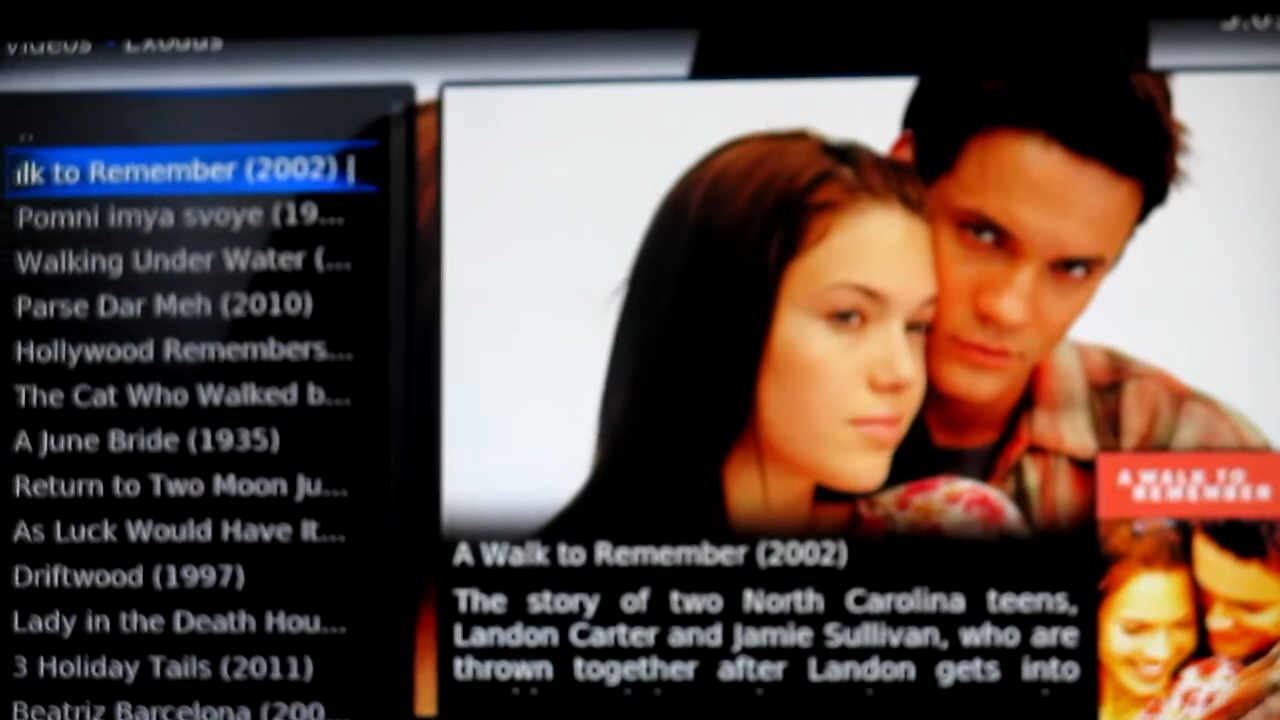 Videos - Exodus
..
alk to Remember (2002) |
Pomni imya svoye (19...
Walking Under Water (...
Parse Dar Meh (2010)
Hollywood Remembers...
The Cat Who Walked b...
A June Bride (1935)
Return to Two Moon Ju...
As Luck Would Have It...
Driftwood (1997)
Lady in the Death Hou...
3 Holiday Tails (2011)
Beatriz Barcelona (200...
A Walk to Remember (2002)
The story of two North Carolina teens,
Landon Carter and Jamie Sullivan, who are
thrown together after Landon gets into
A WALK TO
REMEMBER